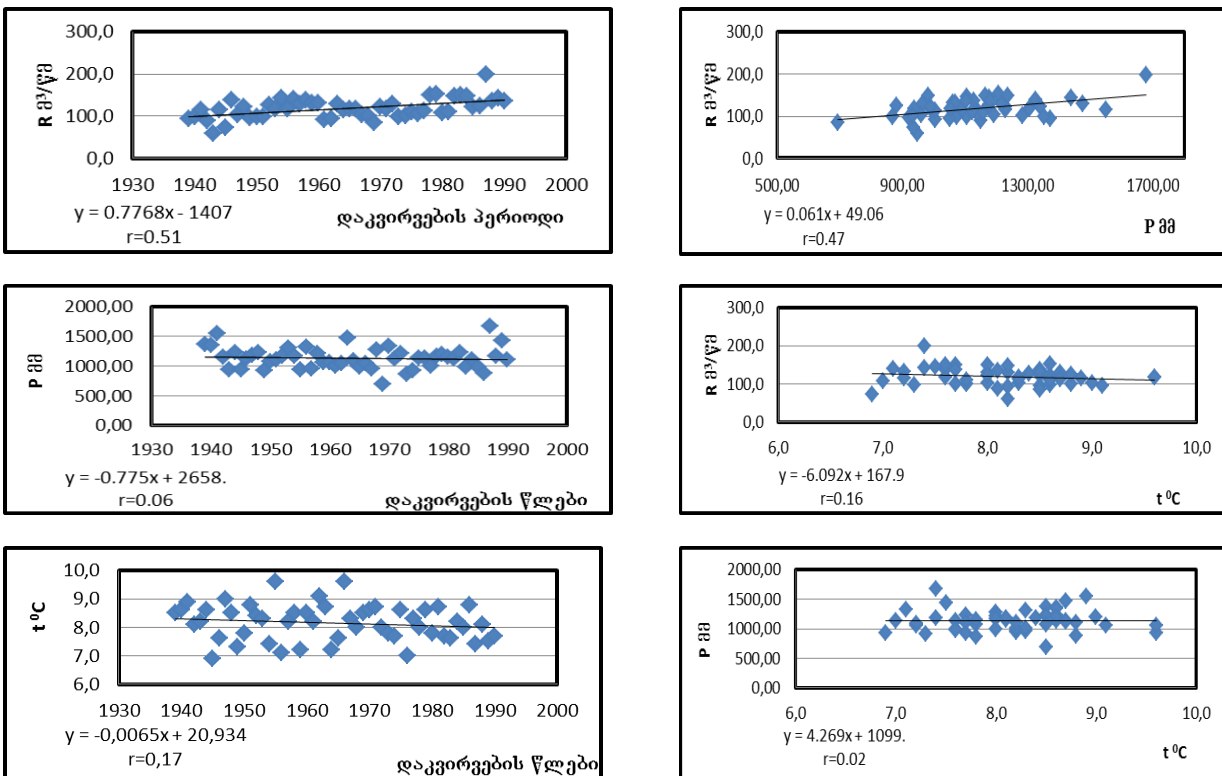 300,0
200,0
100,0
0,0
R მ³/წმ
1930 1940 1950 1960 1970 1980 1990 2000
y = 0.7768x - 1407
r=0.51
დაკვირვების პერიოდი
300,0
200,0
100,0
0,0
R მ³/წმ
500,00 900,00 1300,00 1700,00
y = 0.061x + 49.06
r=0.47
P მმ
2000,00
1500,00
1000,00
500,00
0,00
P მმ
1930 1940 1950 1960 1970 1980 1990 2000
y = -0.775x + 2658.
r=0.06
დაკვირვების წლები
300,0
200,0
100,0
0,0
R მ³/წმ
6,0 7,0 8,0 9,0 10,0
y = -6.092x + 167.9
r=0.16
t ⁰C
10,0
9,0
8,0
7,0
6,0
t ⁰C
1930 1940 1950 1960 1970 1980 1990 2000
y = -0,0065x + 20,934
r=0,17
დაკვირვების წლები
2000,00
1500,00
1000,00
500,00
0,00
P მმ
6,0 7,0 8,0 9,0 10,0
y = 4.269x + 1099.
r=0.02
t ⁰C